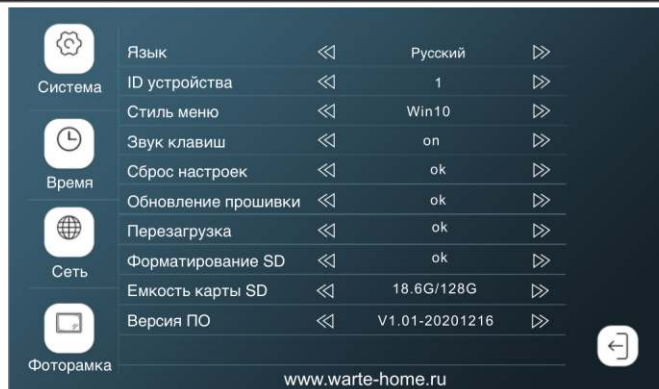 Система
Время
Сеть
Фоторамка
Язык Русский
ID устройства 1
Стиль меню Win10
Звук клавиш on
Сброс настроек ok
Обновление прошивки ok
Перезагрузка ok
Форматирование SD ok
Емкость карты SD 18.6G/128G
Версия ПО V1.01-20201216
www.warte-home.ru